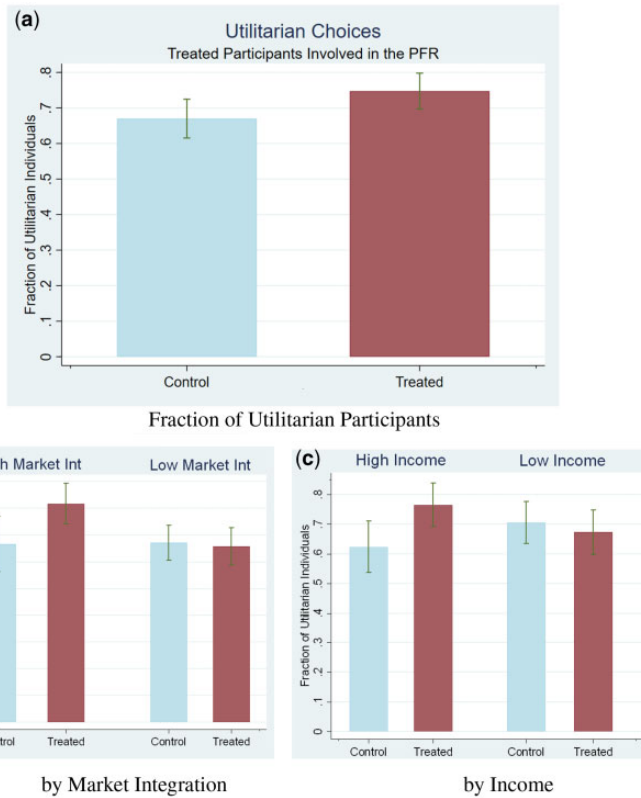 (a)
Utilitarian Choices
Treated Participants Involved in the PFR
Fraction of Utilitarian Individuals
.8
.7
.6
.5
.4
.3
.2
.1
0
Control
Treated
Fraction of Utilitarian Participants
h Market Int
Low Market Int
trol
Treated
Control
Treated
by Market Integration
(c)
High Income
Low Income
Fraction of Utilitarian Individuals
.8
.7
.6
.5
.4
.3
.2
.1
0
Control
Treated
Control
Treated
by Income